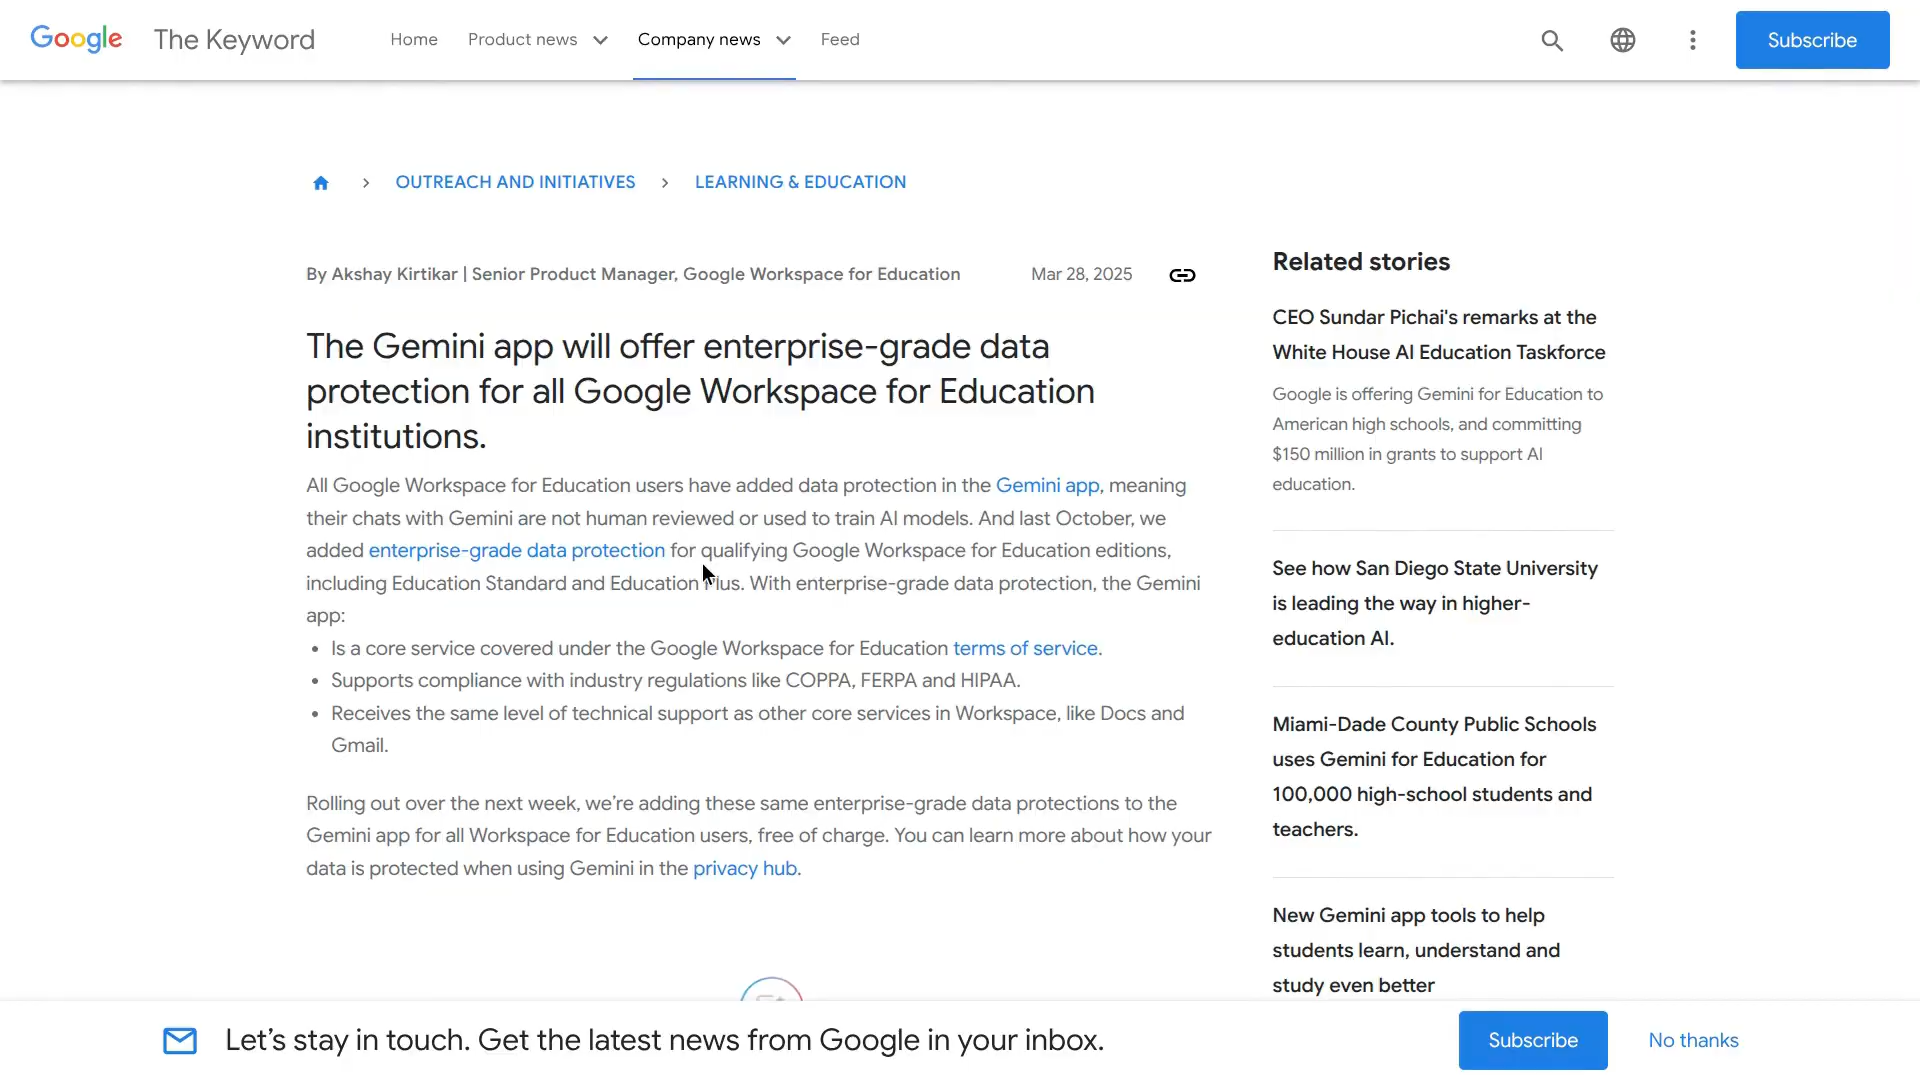 Google The Keyword Home Product news Company news Feed Subscribe
OUTREACH AND INITIATIVES LEARNING & EDUCATION
By Akshay Kirtikar | Senior Product Manager, Google Workspace for Education Mar 28, 2025
The Gemini app will offer enterprise-grade data
protection for all Google Workspace for Education
institutions.
All Google Workspace for Education users have added data protection in the Gemini app, meaning
their chats with Gemini are not human reviewed or used to train AI models. And last October, we
added enterprise-grade data protection for qualifying Google Workspace for Education editions,
including Education Standard and Education Plus. With enterprise-grade data protection, the Gemini
app:
• Is a core service covered under the Google Workspace for Education terms of service.
• Supports compliance with industry regulations like COPPA, FERPA and HIPAA.
• Receives the same level of technical support as other core services in Workspace, like Docs and
Gmail.
Rolling out over the next week, we’re adding these same enterprise-grade data protections to the
Gemini app for all Workspace for Education users, free of charge. You can learn more about how your
data is protected when using Gemini in the privacy hub.
Related stories
CEO Sundar Pichai's remarks at the
White House AI Education Taskforce
Google is offering Gemini for Education to
American high schools, and committing
$150 million in grants to support AI
education.
See how San Diego State University
is leading the way in higher-
education AI.
Miami-Dade County Public Schools
uses Gemini for Education for
100,000 high-school students and
teachers.
New Gemini app tools to help
students learn, understand and
study even better
Let’s stay in touch. Get the latest news from Google in your inbox. Subscribe No thanks